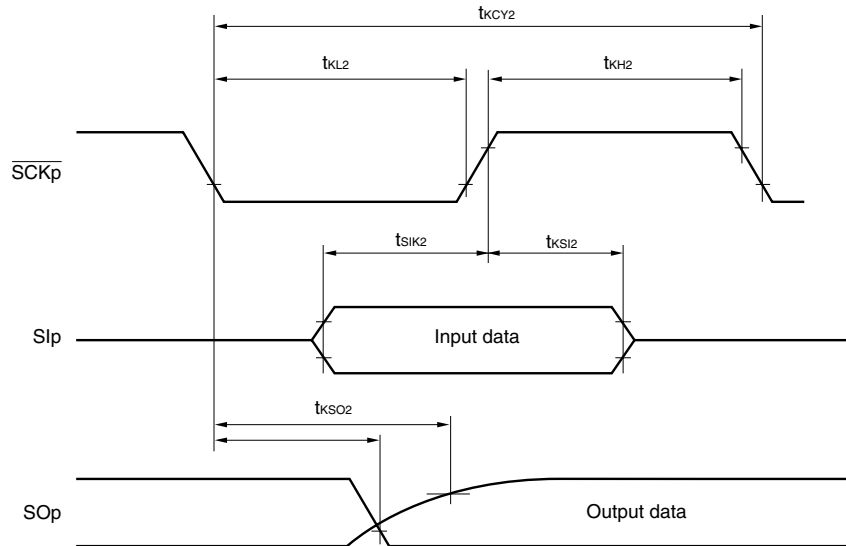 tKCY2
tKL2
tKH2
SCKp
tSIK2
tKSI2
SIp
Input data
tKSO2
SOp
Output data